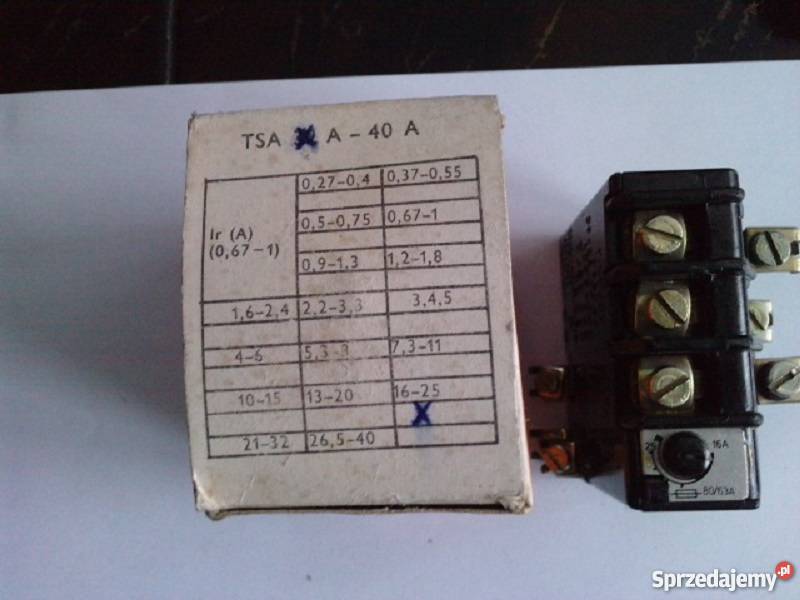 TSA A – 40 A
Ir (A)
(0,67–1)
0,27–0,4 0,37–0,55
0,5–0,75 0,67–1
0,9–1,3 1,2–1,8
1,6–2,4 2,2–3,3 3,4,5
4–6 5,3–8 7,3–11
10–15 13–20 16–25
X
21–32 26,5–40
16A
80/63A
Sprzedajemy.pl